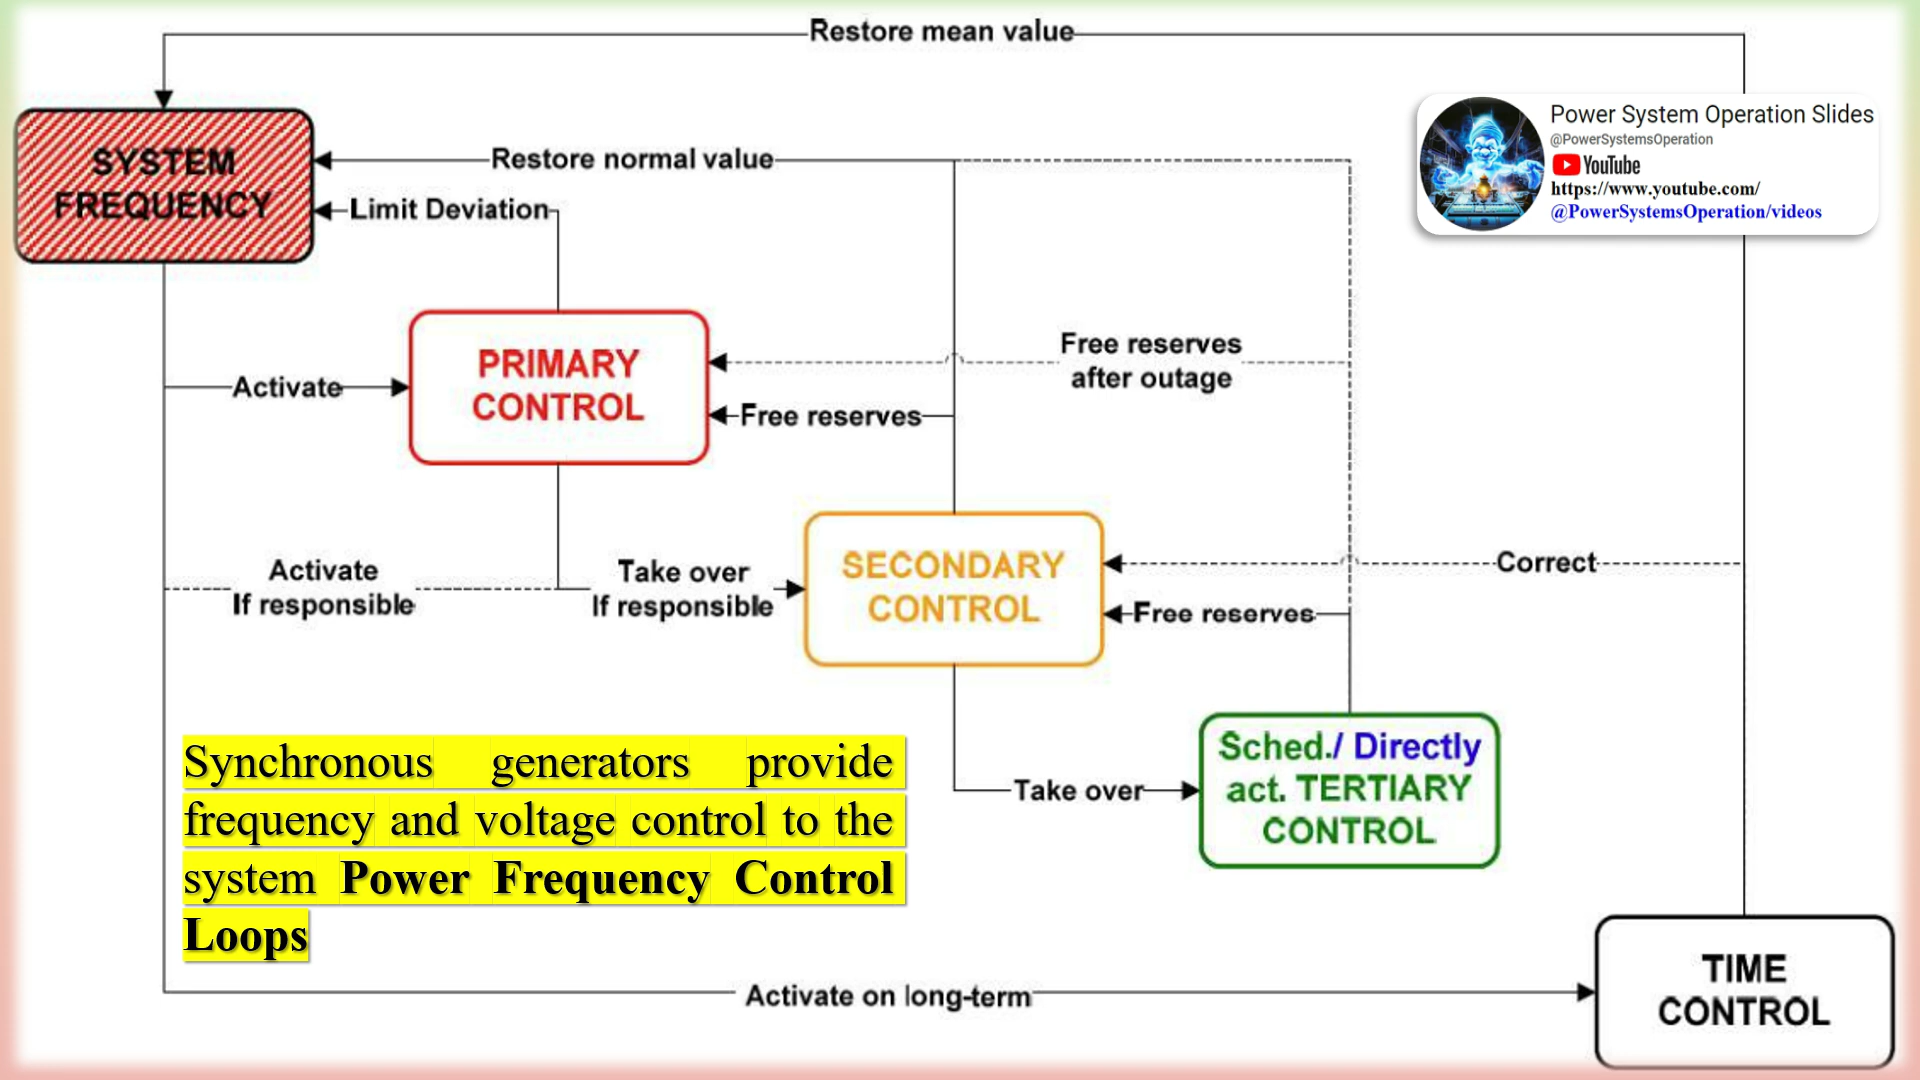 Restore mean value
Power System Operation Slides
@PowerSystemsOperation
YouTube
https://www.youtube.com/
@PowerSystemsOperation/videos
SYSTEM
FREQUENCY
Restore normal value
Limit Deviation
Free reserves
after outage
PRIMARY
CONTROL
Activate
Free reserves
Activate
If responsible
Take over
If responsible
SECONDARY
CONTROL
Correct
Free reserves
Sched./ Directly
act. TERTIARY
CONTROL
Take over
Synchronous generators provide
frequency and voltage control to the
system Power Frequency Control
Loops
Activate on long-term
TIME
CONTROL